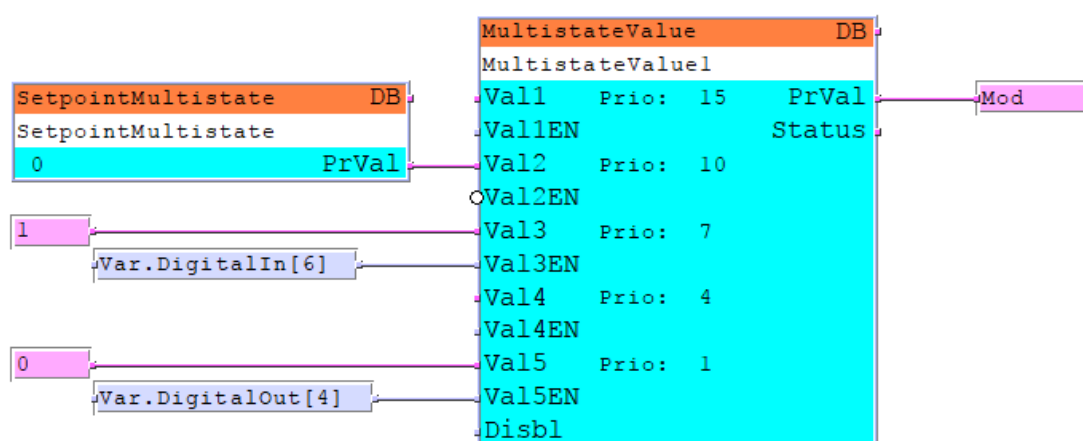 MultistateValue DB
MultistateValue1
SetpointMultistate DB
Val1 Prio: 15 PrVal
Mod
SetpointMultistate
Val1EN Status
0 PrVal
Val2 Prio: 10
Val2EN
1
Val3 Prio: 7
Var.DigitalIn[6]
Val3EN
Val4 Prio: 4
Val4EN
0
Val5 Prio: 1
Var.DigitalOut[4]
Val5EN
Disbl